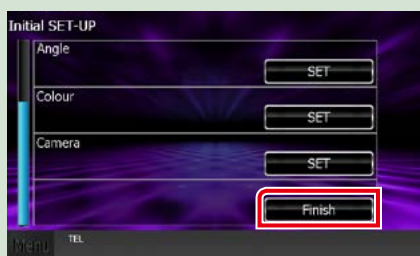 Initial SET-UP
Angle
SET
Colour
SET
Camera
SET
Finish
Menu
TEL